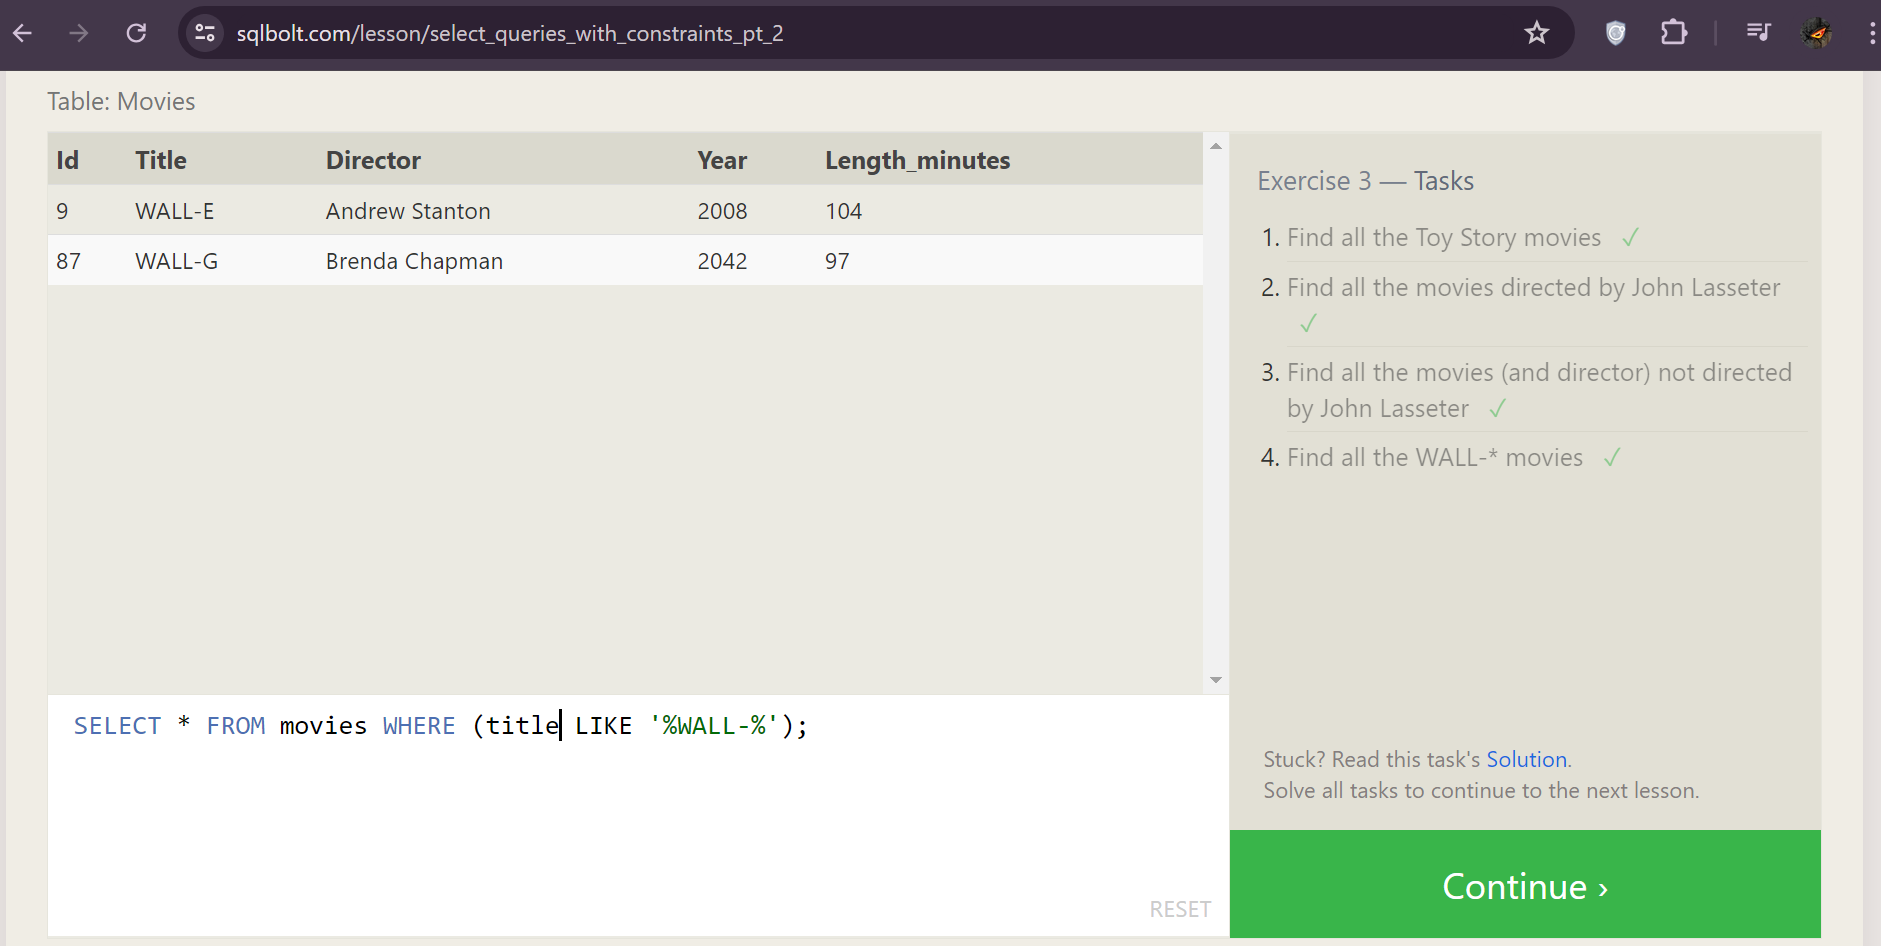 sqlbolt.com/lesson/select_queries_with_constraints_pt_2
Table: Movies
Id Title Director Year Length_minutes
9 WALL-E Andrew Stanton 2008 104
87 WALL-G Brenda Chapman 2042 97
SELECT * FROM movies WHERE (title LIKE '%WALL-%');
RESET
Exercise 3 — Tasks
1. Find all the Toy Story movies ✓
2. Find all the movies directed by John Lasseter
✓
3. Find all the movies (and director) not directed
by John Lasseter ✓
4. Find all the WALL-* movies ✓
Stuck? Read this task's Solution.
Solve all tasks to continue to the next lesson.
Continue ›